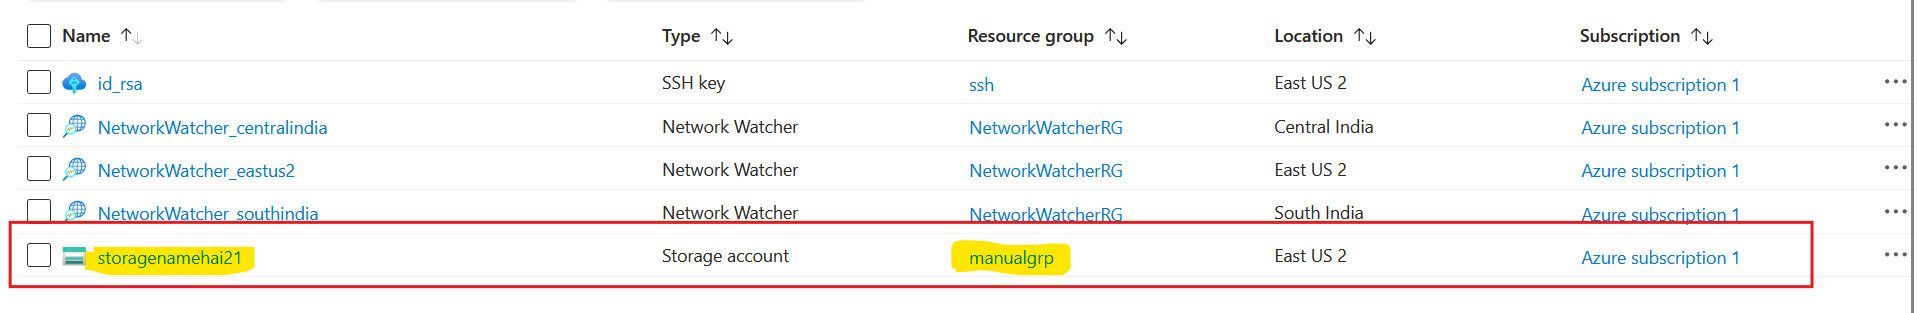 Name Type Resource group Location Subscription
id_rsa SSH key ssh East US 2 Azure subscription 1
NetworkWatcher_centralindia Network Watcher NetworkWatcherRG Central India Azure subscription 1
NetworkWatcher_eastus2 Network Watcher NetworkWatcherRG East US 2 Azure subscription 1
NetworkWatcher_southindia Network Watcher NetworkWatcherRG South India Azure subscription 1
storagenamehai21 Storage account manualgrp East US 2 Azure subscription 1